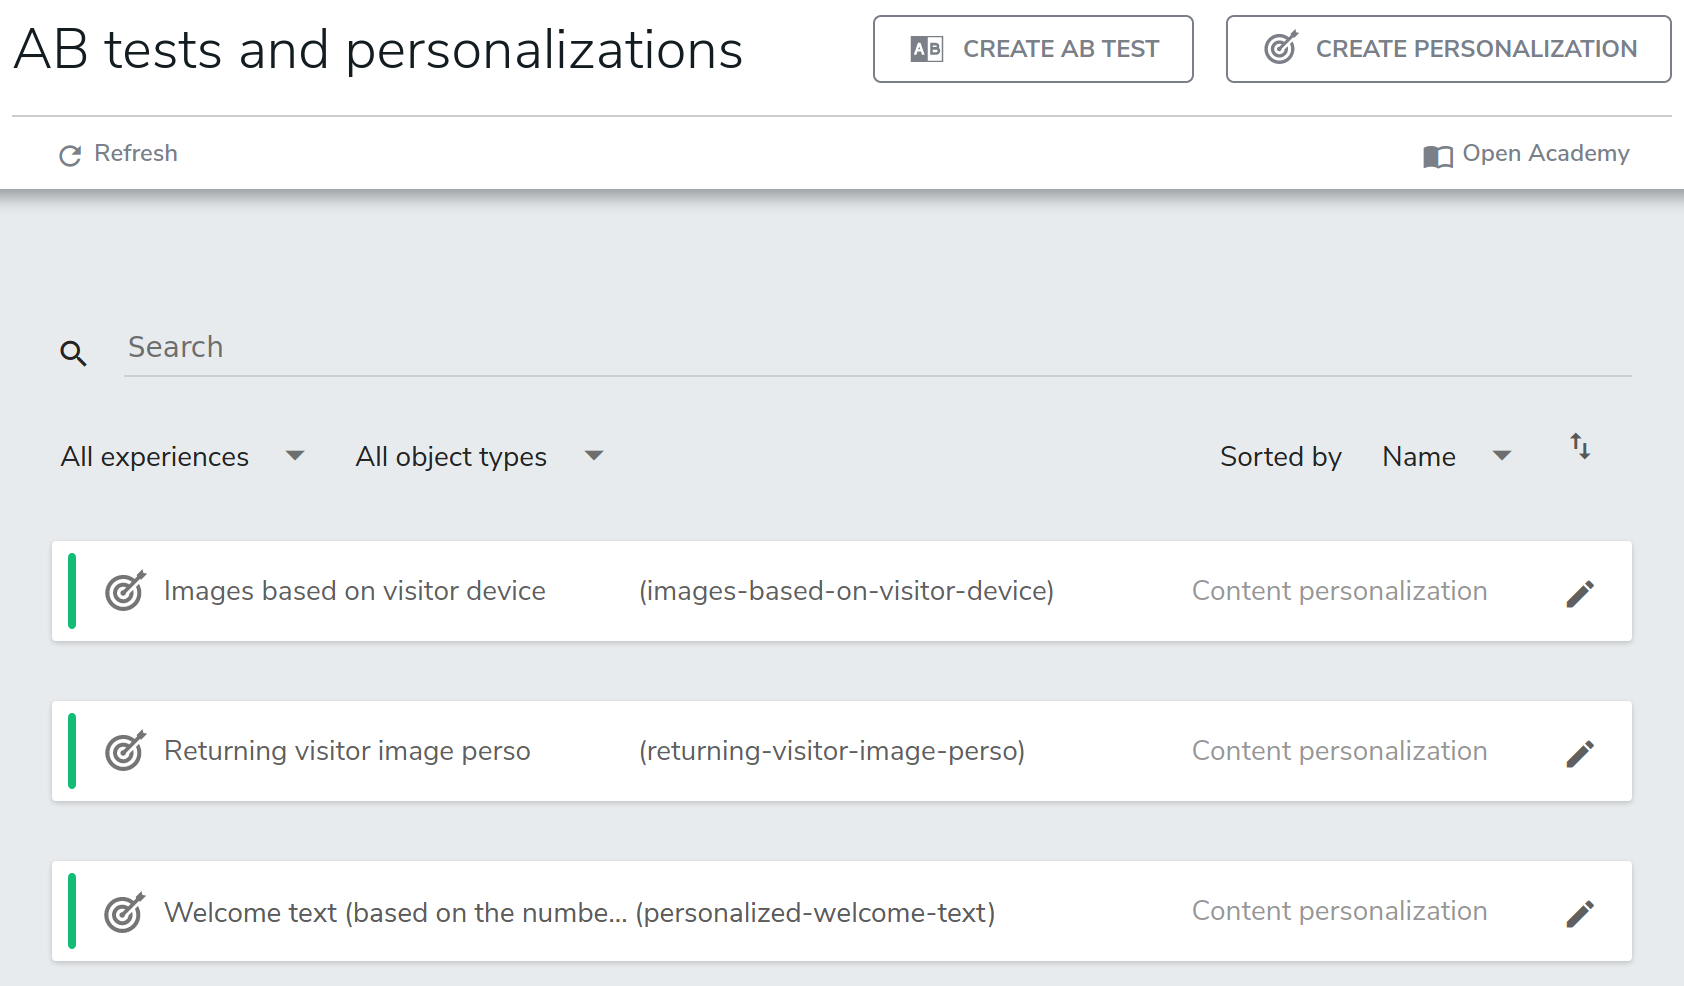 AB tests and personalizations
AB CREATE AB TEST
CREATE PERSONALIZATION
Refresh
Open Academy
Search
All experiences
All object types
Sorted by
Name
Images based on visitor device (images-based-on-visitor-device) Content personalization
Returning visitor image perso (returning-visitor-image-perso) Content personalization
Welcome text (based on the numbe... (personalized-welcome-text) Content personalization